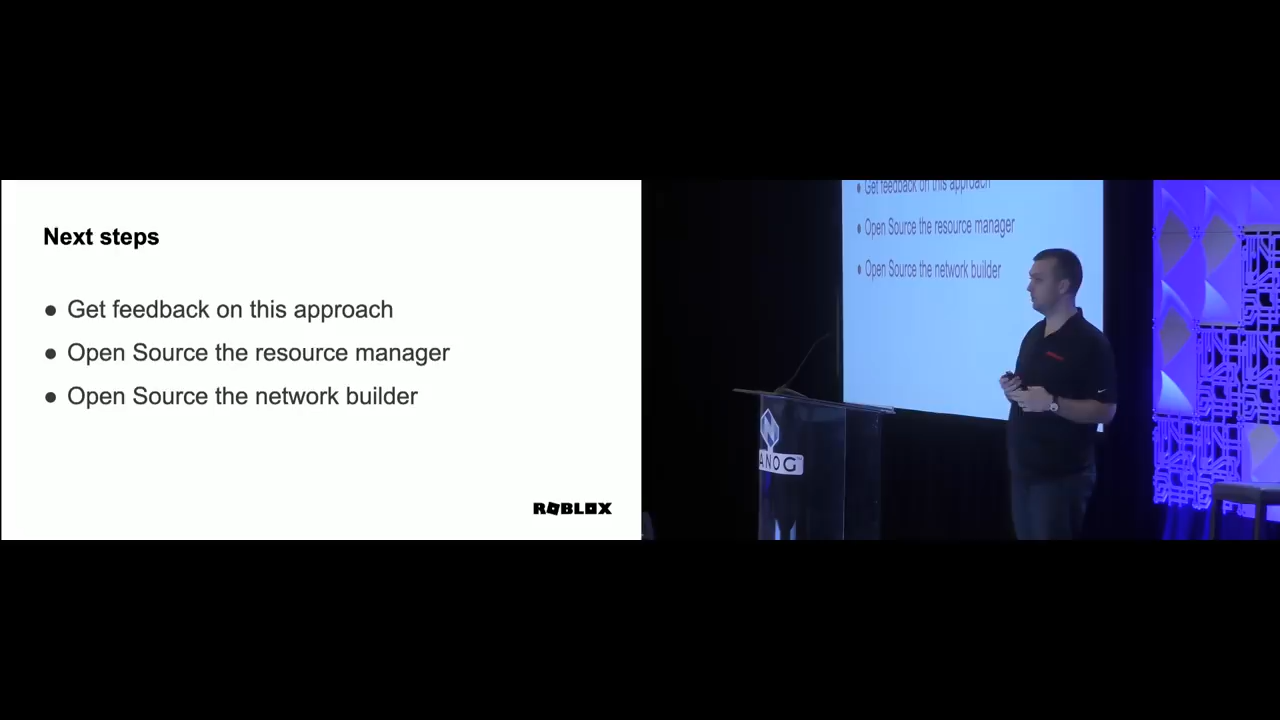 Next steps
● Get feedback on this approach
● Open Source the resource manager
● Open Source the network builder
ROBLOX
● Get feedback on this approach
● Open Source the resource manager
● Open Source the network builder
ANOG